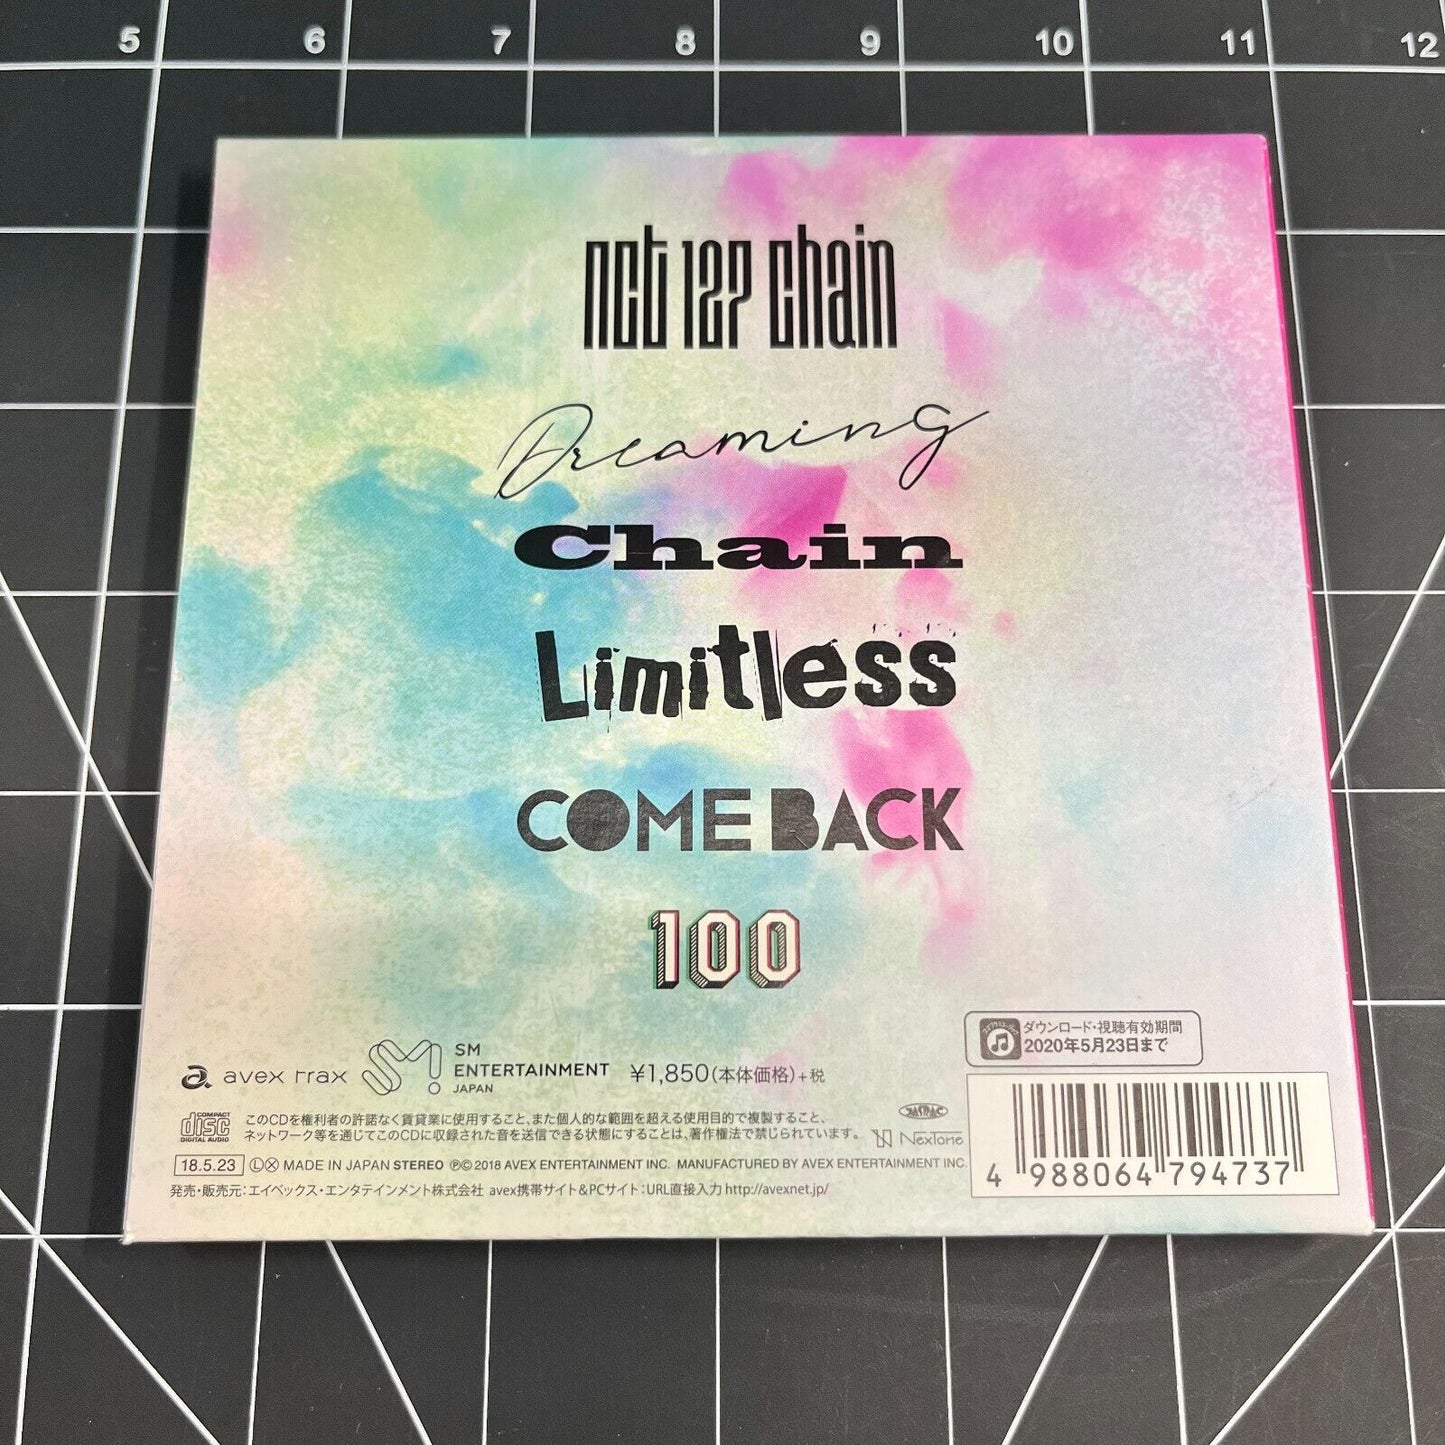 5 6 7 8 9 10 11 12
nct 127 chain
Dreaming
Chain
Limitless
COME BACK
100
ダウンロード・視聴有効期間
2020年5月23日まで
a avex trax SM ENTERTAINMENT JAPAN ¥1,850(本体価格)+税
COMPACT disc DIGITAL AUDIO
このCDを権利者の許諾なく賃貸業に使用すること、また個人的な範囲を超える使用目的で複製すること、
ネットワーク等を通じてこのCDに収録された音を送信できる状態にすることは、著作権法で禁じられています。
JASRAC
NexTone
18.5.23 ⓁⓍ MADE IN JAPAN STEREO ℗© 2018 AVEX ENTERTAINMENT INC. MANUFACTURED BY AVEX ENTERTAINMENT INC.
発売・販売元:エイベックス・エンタテインメント株式会社 avex携帯サイト&PCサイト:URL直接入力 http://avexnet.jp/
4 988064 794737